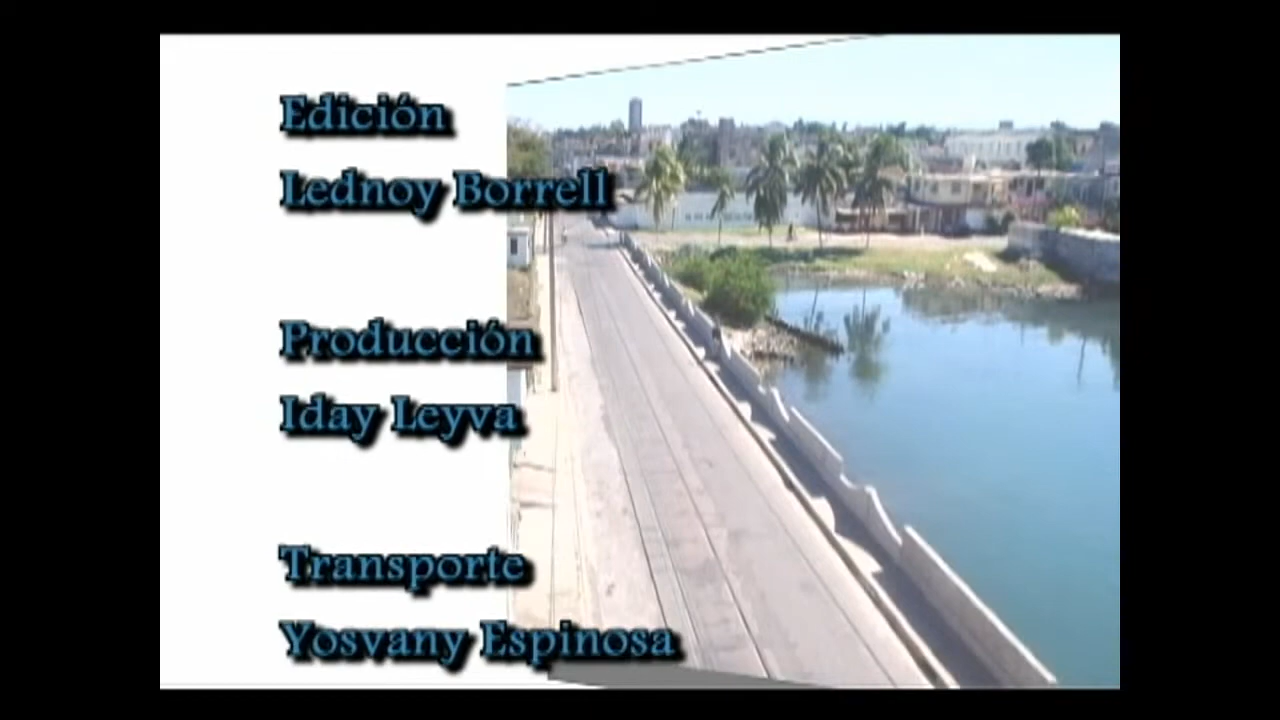 Edición
Lednoy Borrell
Producción
Iday Leyva
Transporte
Yosvany Espinosa